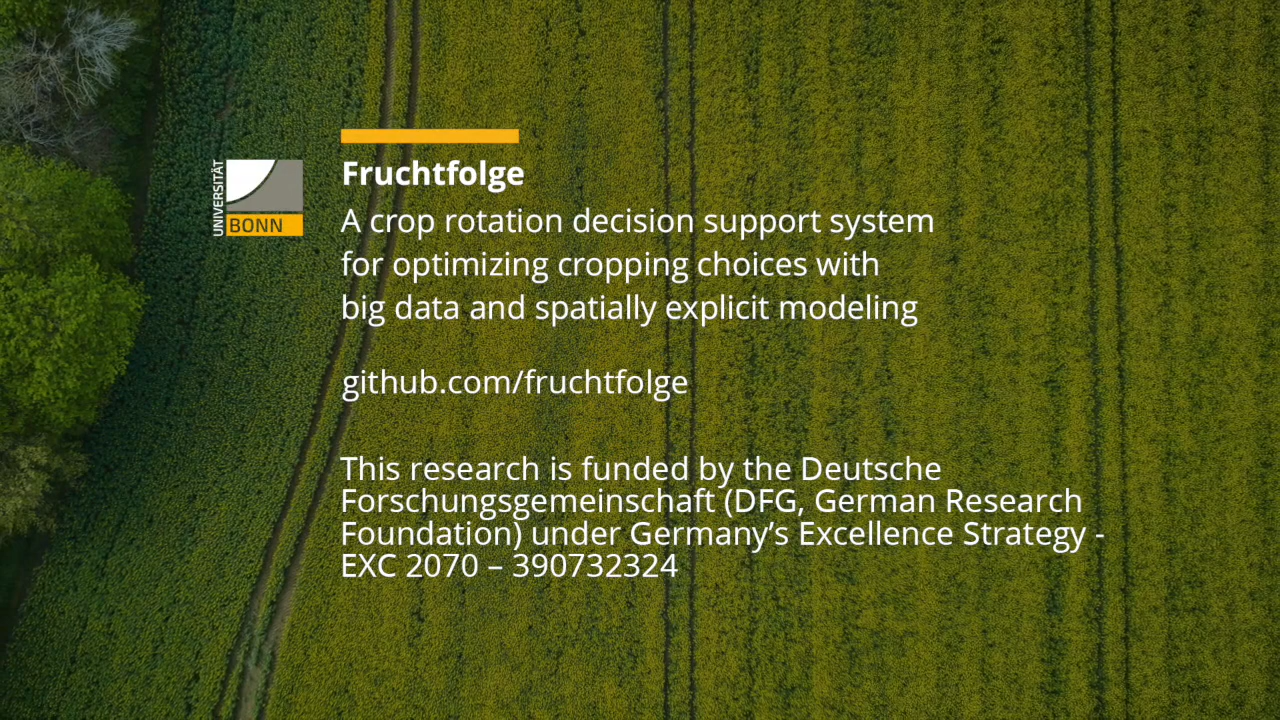 UNIVERSITÄT
BONN
Fruchtfolge
A crop rotation decision support system
for optimizing cropping choices with
big data and spatially explicit modeling
github.com/fruchtfolge
This research is funded by the Deutsche
Forschungsgemeinschaft (DFG, German Research
Foundation) under Germany’s Excellence Strategy -
EXC 2070 – 390732324